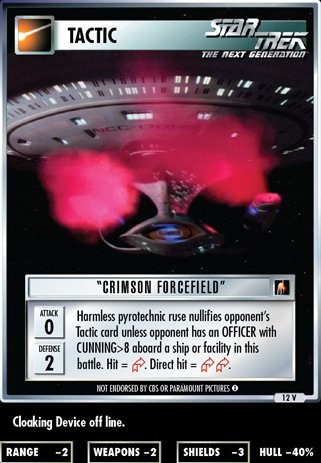 TACTIC
STAR TREK
THE NEXT GENERATION
"CRIMSON FORCEFIELD"
ATTACK
0
DEFENSE
2
Harmless pyrotechnic ruse nullifies opponent's
Tactic card unless opponent has an OFFICER with
CUNNING>8 aboard a ship or facility in this
battle. Hit = . Direct hit = .
NOT ENDORSED BY CBS OR PARAMOUNT PICTURES
12 V
Cloaking Device off line.
RANGE -2 WEAPONS -2 SHIELDS -3 HULL -40%